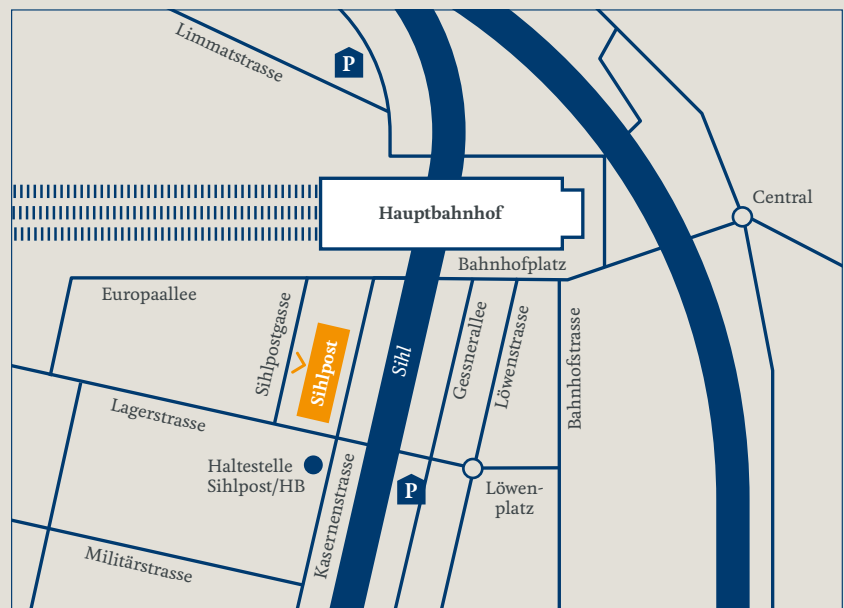 Limmatstrasse
P
Central
Hauptbahnhof
Bahnhofplatz
Europaallee
Sihlpostgasse
Sihlpost
Sihl
Gessnerallee
Löwenstrasse
Bahnhofstrasse
Lagerstrasse
Haltestelle
Sihlpost/HB
Kasernenstrasse
P
Löwen-
platz
Militärstrasse